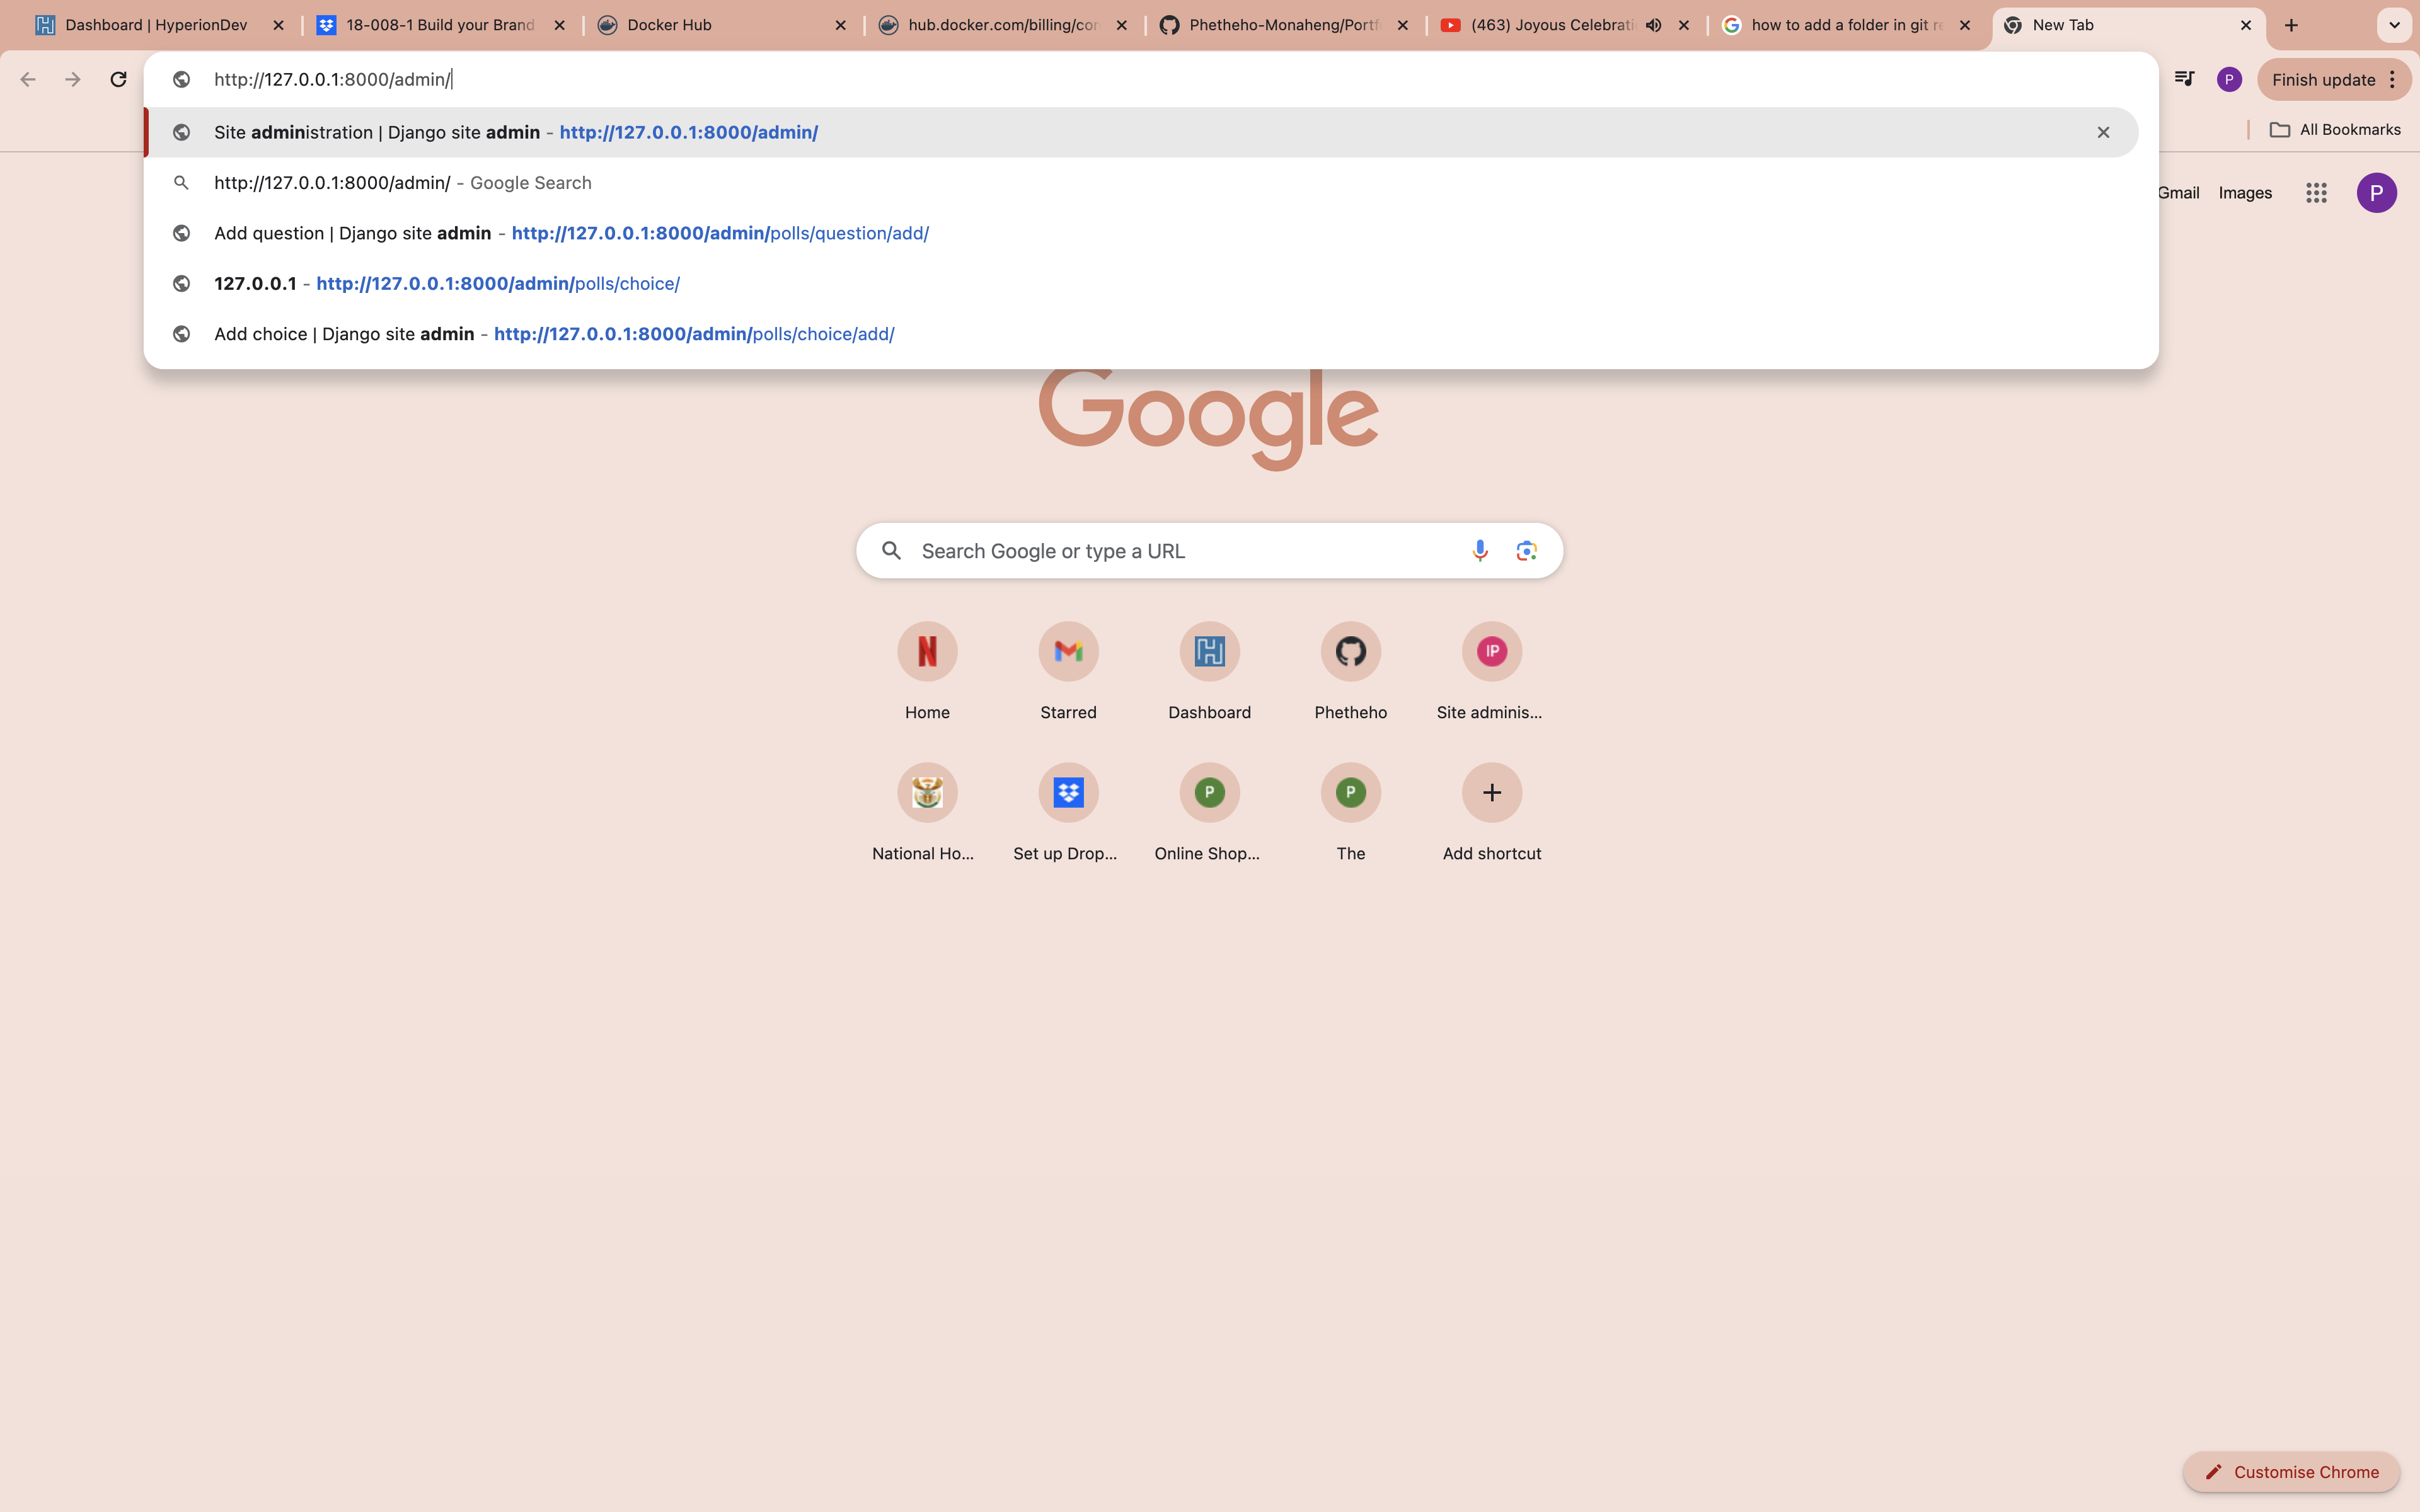 Dashboard | HyperionDev
18-008-1 Build your Brand
Docker Hub
hub.docker.com/billing/con
Phetheho-Monaheng/Portf
(463) Joyous Celebrati
how to add a folder in git re
New Tab
http://127.0.0.1:8000/admin/
P
Finish update
Site administration | Django site admin - http://127.0.0.1:8000/admin/
All Bookmarks
http://127.0.0.1:8000/admin/ - Google Search
Gmail
Images
P
Add question | Django site admin - http://127.0.0.1:8000/admin/polls/question/add/
127.0.0.1 - http://127.0.0.1:8000/admin/polls/choice/
Add choice | Django site admin - http://127.0.0.1:8000/admin/polls/choice/add/
Google
Search Google or type a URL
N
IP
Home
Starred
Dashboard
Phetheho
Site adminis...
P
P
National Ho...
Set up Drop...
Online Shop...
The
Add shortcut
Customise Chrome